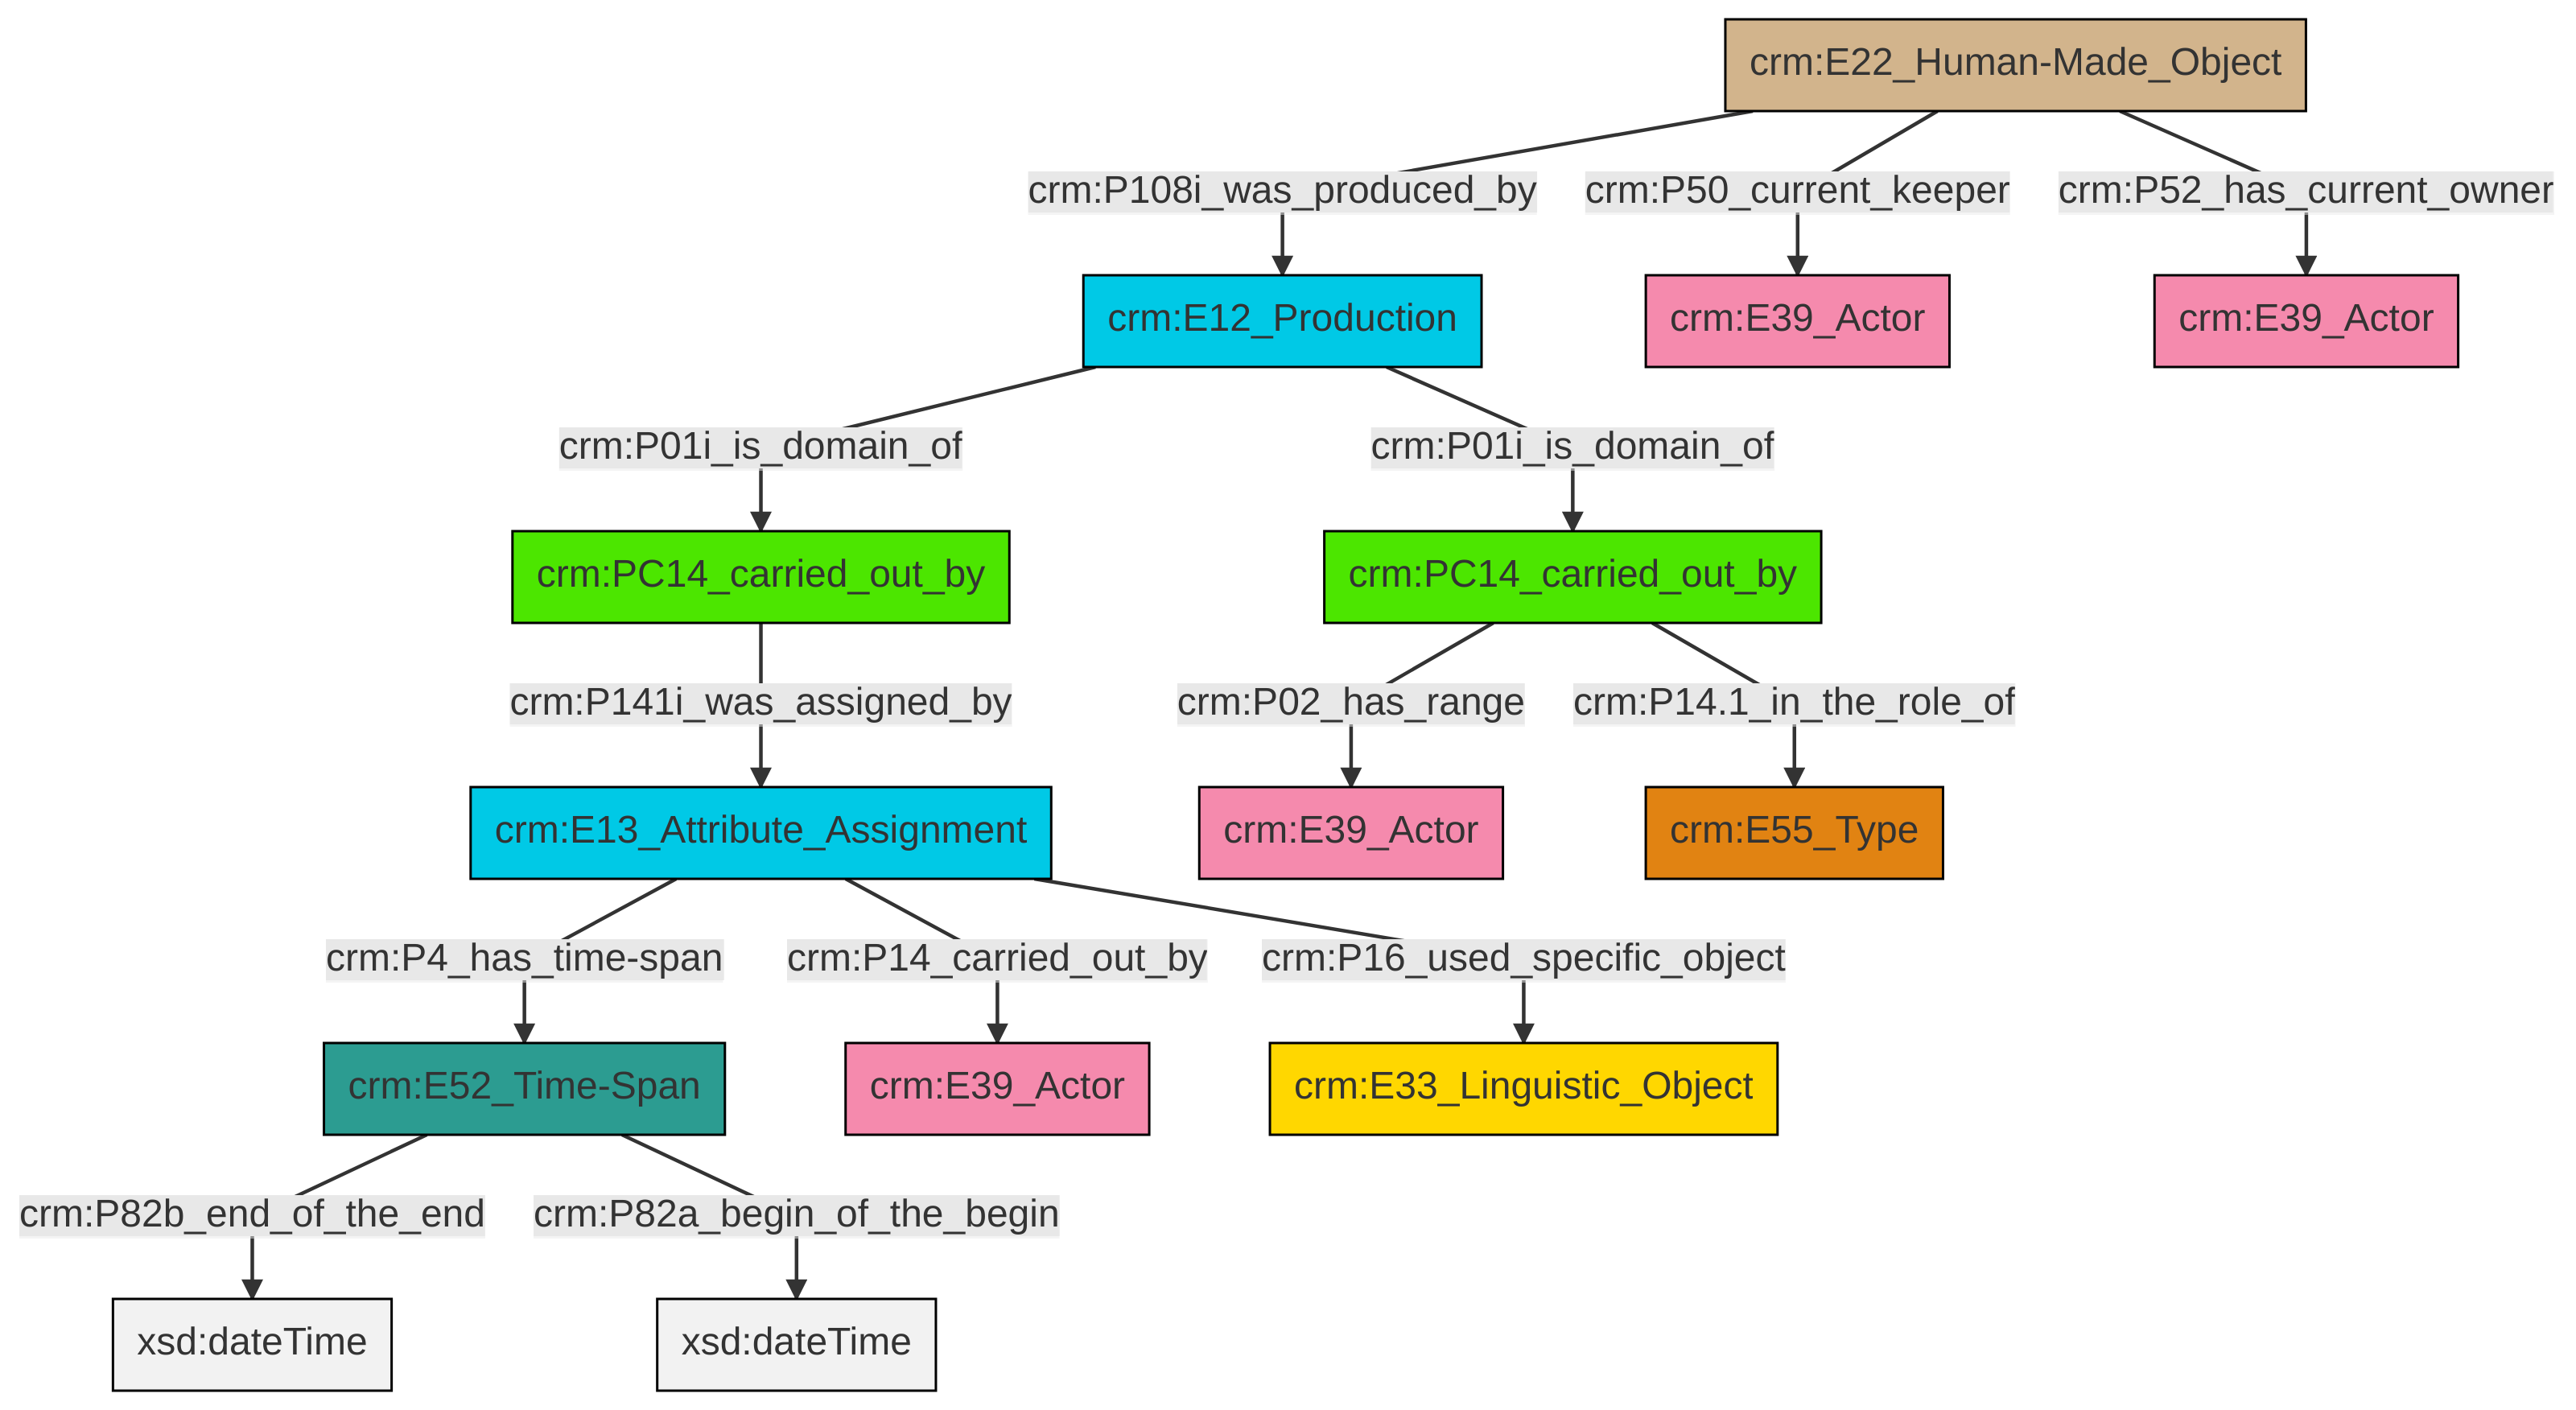 crm:E22_Human-Made_Object
crm:P108i_was_produced_by
crm:P50_current_keeper
crm:P52_has_current_owner
crm:E12_Production
crm:E39_Actor
crm:E39_Actor
crm:P01i_is_domain_of
crm:P01i_is_domain_of
crm:PC14_carried_out_by
crm:PC14_carried_out_by
crm:P141i_was_assigned_by
crm:P02_has_range
crm:P14.1_in_the_role_of
crm:E13_Attribute_Assignment
crm:E39_Actor
crm:E55_Type
crm:P4_has_time-span
crm:P14_carried_out_by
crm:P16_used_specific_object
crm:E52_Time-Span
crm:E39_Actor
crm:E33_Linguistic_Object
crm:P82b_end_of_the_end
crm:P82a_begin_of_the_begin
xsd:dateTime
xsd:dateTime